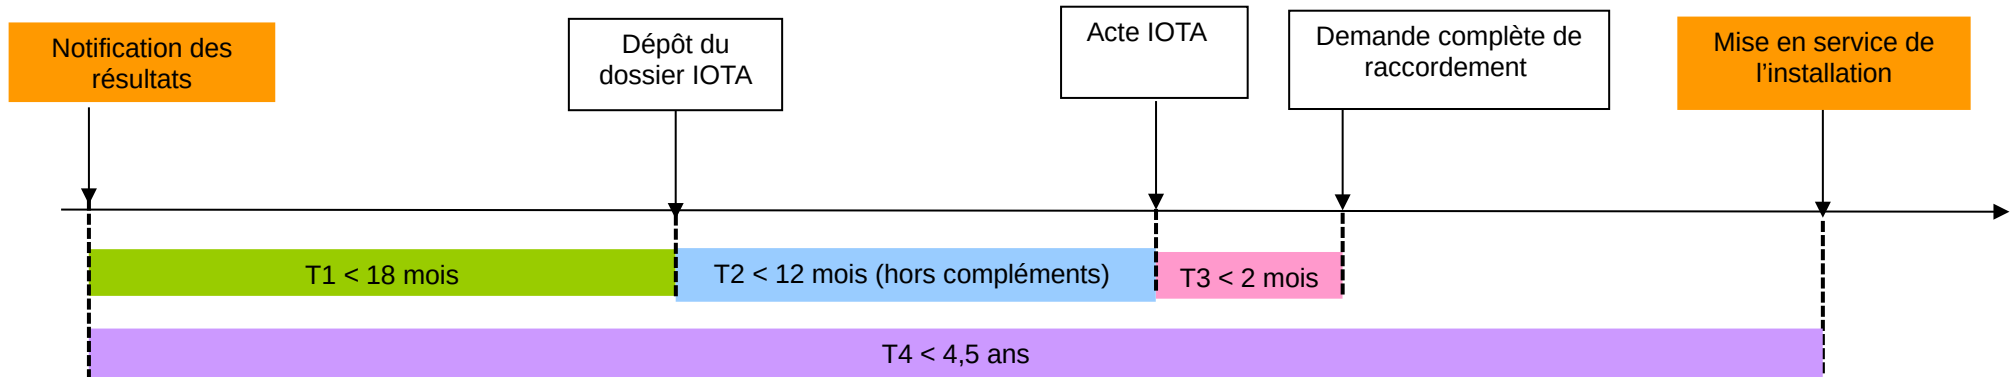 Notification des
résultats
Dépôt du
dossier IOTA
Acte IOTA
Demande complète de
raccordement
Mise en service de
l’installation
T1 < 18 mois
T2 < 12 mois (hors compléments)
T3 < 2 mois
T4 < 4,5 ans